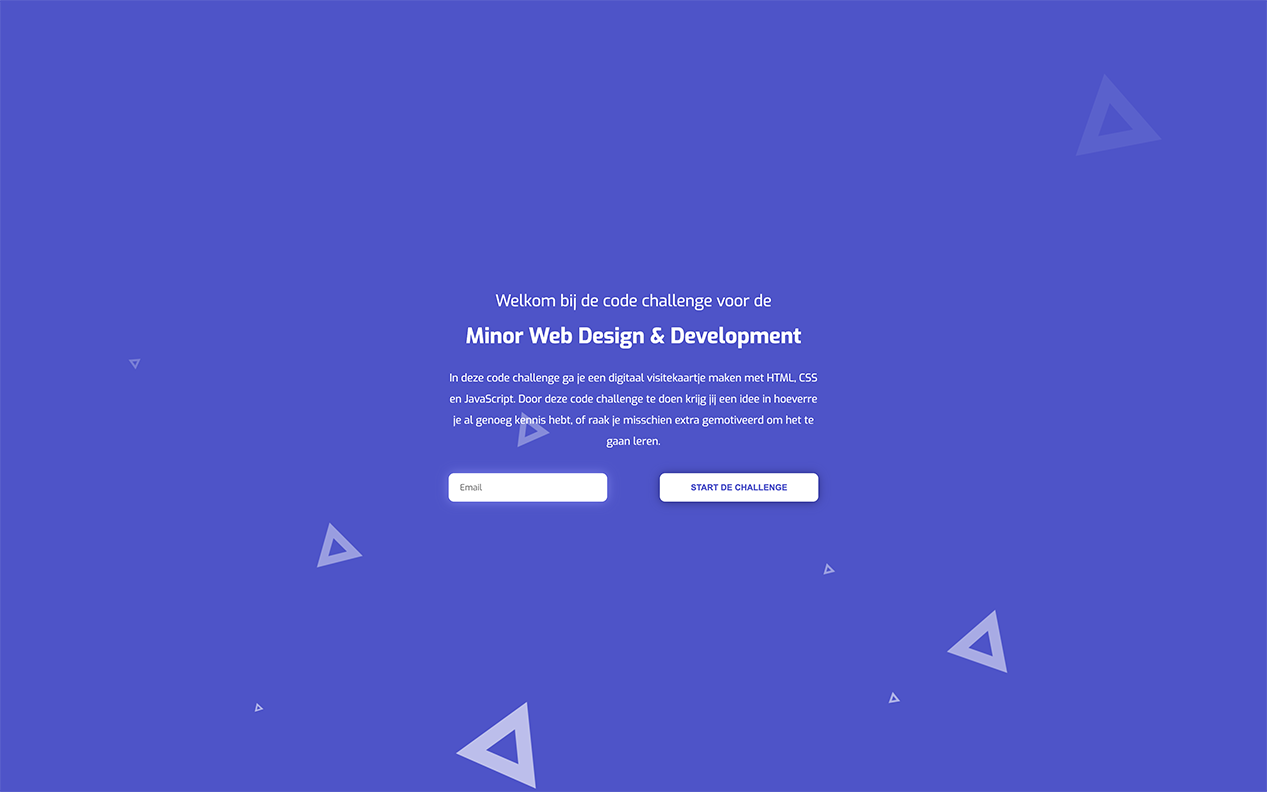 Welkom bij de code challenge voor de
Minor Web Design & Development
In deze code challenge ga je een digitaal visitekaartje maken met HTML, CSS
en JavaScript. Door deze code challenge te doen krijg jij een idee in hoeverre
je al genoeg kennis hebt, of raak je misschien extra gemotiveerd om het te
gaan leren.
Email
START DE CHALLENGE